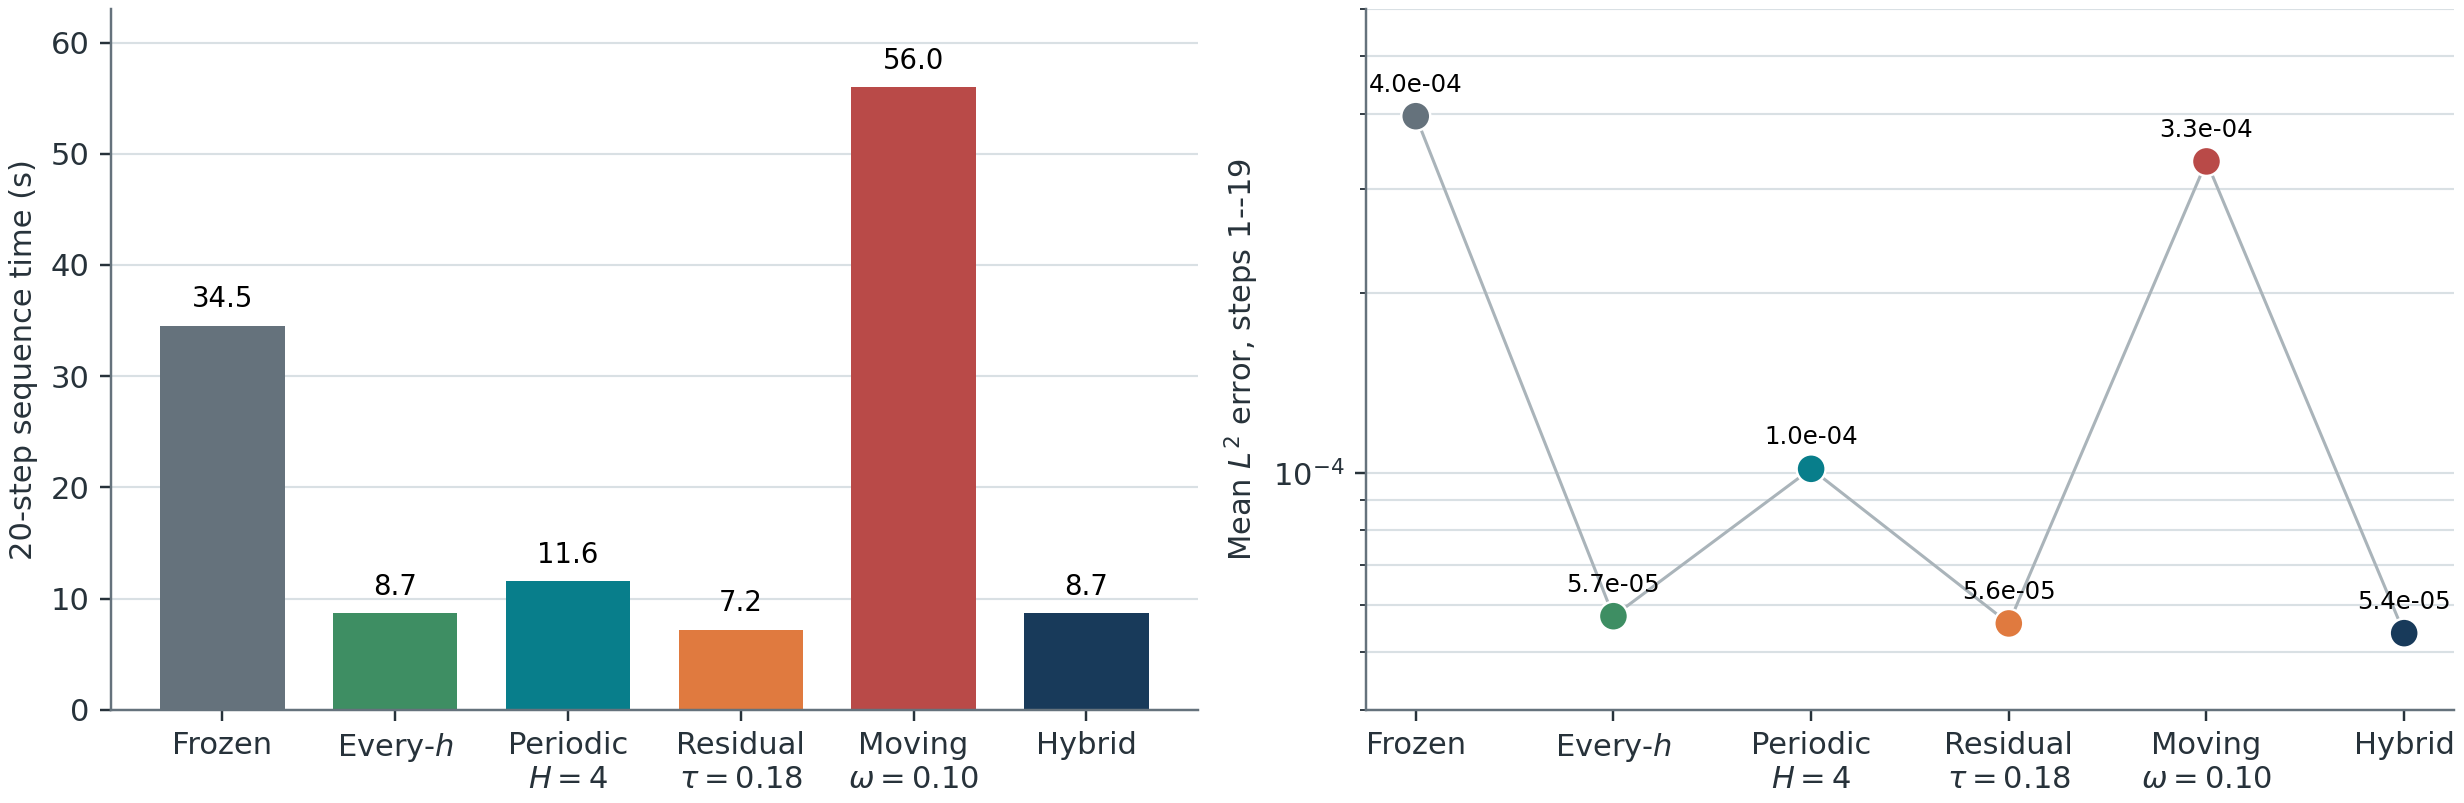 20-step sequence time (s)
60
50
40
30
20
10
0
34.5
8.7
11.6
7.2
56.0
8.7
Frozen
Every-h
Periodic
H = 4
Residual
τ = 0.18
Moving
ω = 0.10
Hybrid
Mean L² error, steps 1--19
10⁻⁴
4.0e-04
5.7e-05
1.0e-04
5.6e-05
3.3e-04
5.4e-05
Frozen
Every-h
Periodic
H = 4
Residual
τ = 0.18
Moving
ω = 0.10
Hybrid